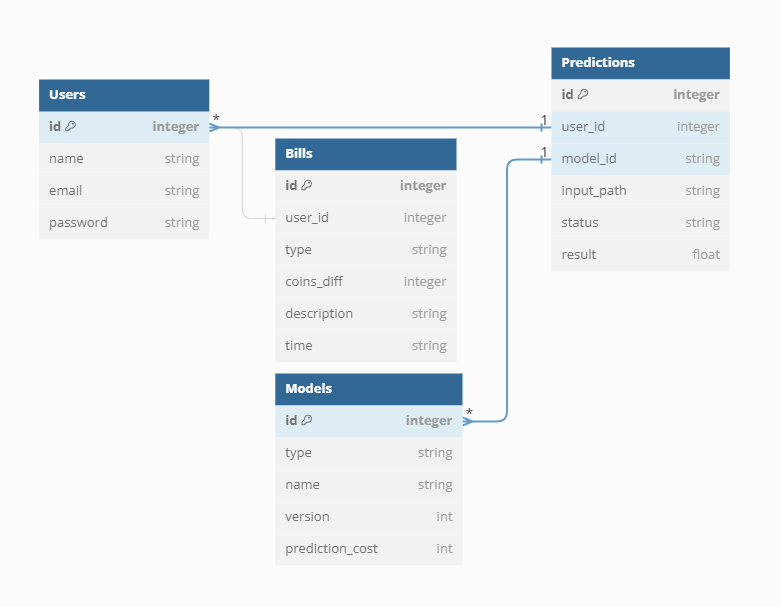 Users
id integer
name string
email string
password string
*
1
1
*
Bills
id integer
user_id integer
type string
coins_diff integer
description string
time string
Models
id integer
type string
name string
version int
prediction_cost int
Predictions
id integer
user_id integer
model_id string
input_path string
status string
result float